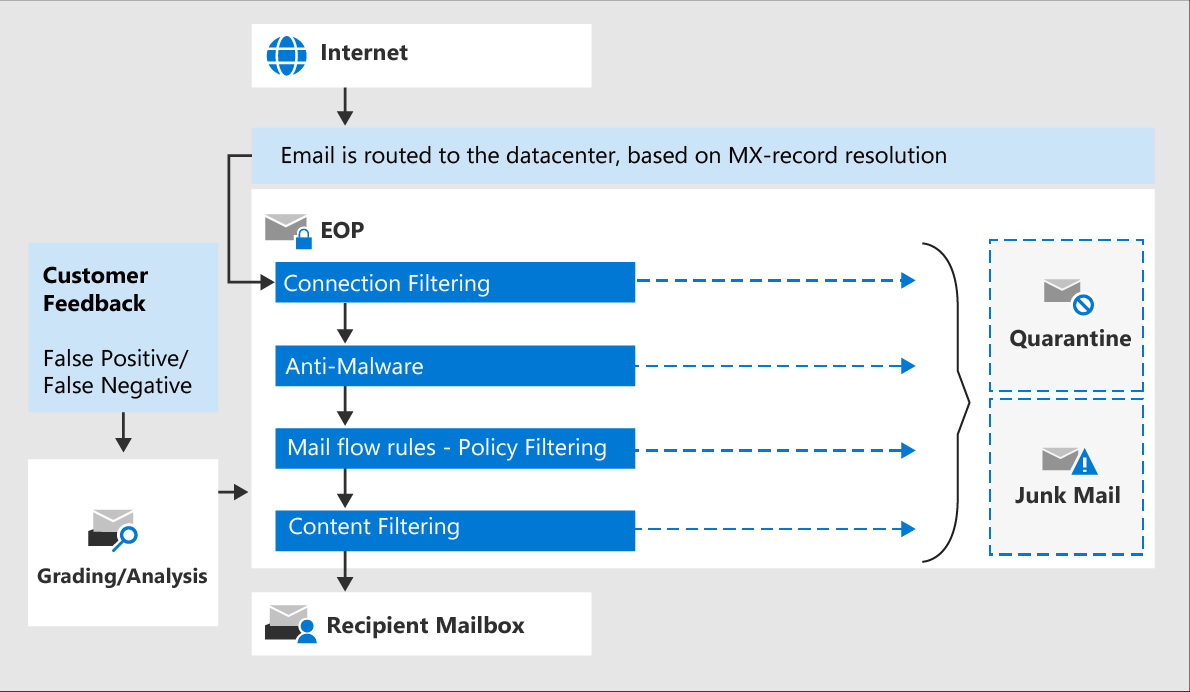 Internet
Email is routed to the datacenter, based on MX-record resolution
EOP
Customer
Feedback
False Positive/
False Negative
Grading/Analysis
Connection Filtering
Anti-Malware
Mail flow rules - Policy Filtering
Content Filtering
Quarantine
Junk Mail
Recipient Mailbox